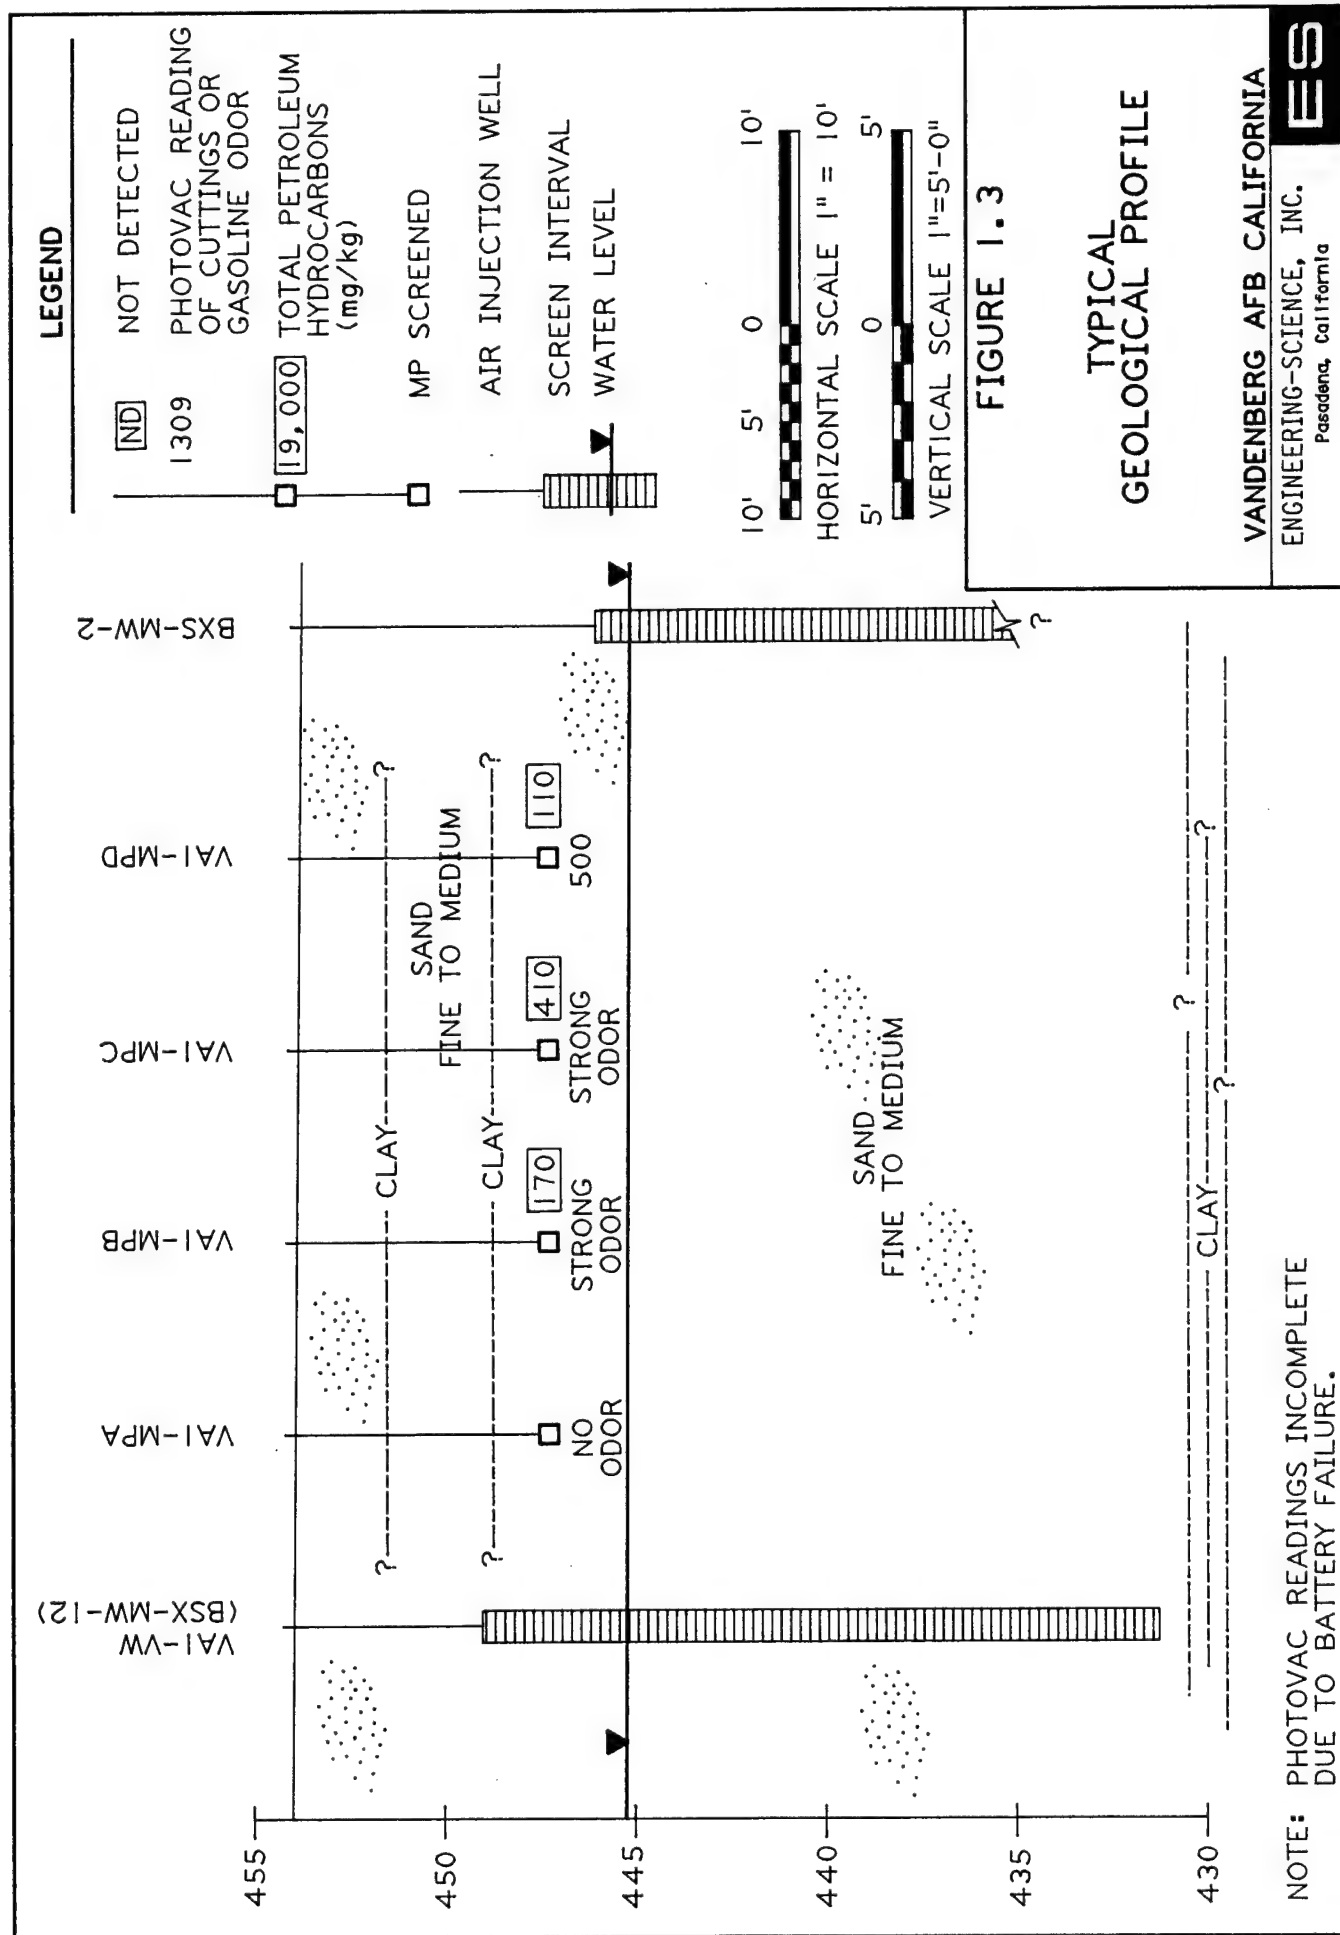 VAI-VW
(BSX-MW-12)
VAI-MPA
VAI-MPB
VAI-MPC
VAI-MPD
BXS-MW-2
455
450
445
440
435
430
?
CLAY
?
SAND
FINE TO MEDIUM
?
CLAY
?
NO
ODOR
170
STRONG
ODOR
410
STRONG
ODOR
110
500
SAND
FINE TO MEDIUM
?
?
CLAY
?
?
NOTE: PHOTOVAC READINGS INCOMPLETE
DUE TO BATTERY FAILURE.
LEGEND
ND NOT DETECTED
1309 PHOTOVAC READING
OF CUTTINGS OR
GASOLINE ODOR
19,000 TOTAL PETROLEUM
HYDROCARBONS
(mg/kg)
MP SCREENED
AIR INJECTION WELL
SCREEN INTERVAL
WATER LEVEL
10' 5' 0 10'
HORIZONTAL SCALE 1" = 10'
5' 0 5'
VERTICAL SCALE 1"=5'-0"
FIGURE 1.3
TYPICAL
GEOLOGICAL PROFILE
VANDENBERG AFB CALIFORNIA
ENGINEERING-SCIENCE, INC.
Pasadena, California
ES